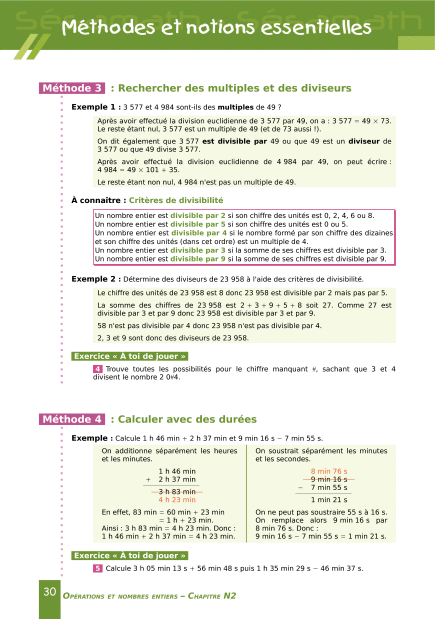 Sésamath Sésamath
Méthodes et notions essentielles
Méthode 3 : Rechercher des multiples et des diviseurs
Exemple 1 : 3 577 et 4 984 sont-ils des multiples de 49 ?
Après avoir effectué la division euclidienne de 3 577 par 49, on a : 3 577 = 49 × 73.
Le reste étant nul, 3 577 est un multiple de 49 (et de 73 aussi !).
On dit également que 3 577 est divisible par 49 ou que 49 est un diviseur de
3 577 ou que 49 divise 3 577.
Après avoir effectué la division euclidienne de 4 984 par 49, on peut écrire :
4 984 = 49 × 101 + 35.
Le reste étant non nul, 4 984 n'est pas un multiple de 49.
À connaitre : Critères de divisibilité
Un nombre entier est divisible par 2 si son chiffre des unités est 0, 2, 4, 6 ou 8.
Un nombre entier est divisible par 5 si son chiffre des unités est 0 ou 5.
Un nombre entier est divisible par 4 si le nombre formé par son chiffre des dizaines
et son chiffre des unités (dans cet ordre) est un multiple de 4.
Un nombre entier est divisible par 3 si la somme de ses chiffres est divisible par 3.
Un nombre entier est divisible par 9 si la somme de ses chiffres est divisible par 9.
Exemple 2 : Détermine des diviseurs de 23 958 à l'aide des critères de divisibilité.
Le chiffre des unités de 23 958 est 8 donc 23 958 est divisible par 2 mais pas par 5.
La somme des chiffres de 23 958 est 2 + 3 + 9 + 5 + 8 soit 27. Comme 27 est
divisible par 3 et par 9 donc 23 958 est divisible par 3 et par 9.
58 n'est pas divisible par 4 donc 23 958 n'est pas divisible par 4.
2, 3 et 9 sont donc des diviseurs de 23 958.
Exercice « À toi de jouer »
4 Trouve toutes les possibilités pour le chiffre manquant #, sachant que 3 et 4
divisent le nombre 2 0#4.
Méthode 4 : Calculer avec des durées
Exemple : Calcule 1 h 46 min + 2 h 37 min et 9 min 16 s − 7 min 55 s.
On additionne séparément les heures
et les minutes.
1 h 46 min
+ 2 h 37 min
3 h 83 min
4 h 23 min
En effet, 83 min = 60 min + 23 min
= 1 h + 23 min.
Ainsi : 3 h 83 min = 4 h 23 min. Donc :
1 h 46 min + 2 h 37 min = 4 h 23 min.
On soustrait séparément les minutes
et les secondes.
8 min 76 s
9 min 16 s
− 7 min 55 s
1 min 21 s
On ne peut pas soustraire 55 s à 16 s.
On remplace alors 9 min 16 s par
8 min 76 s. Donc :
9 min 16 s − 7 min 55 s = 1 min 21 s.
Exercice « À toi de jouer »
5 Calcule 3 h 05 min 13 s + 56 min 48 s puis 1 h 35 min 29 s − 46 min 37 s.
30 OPÉRATIONS ET NOMBRES ENTIERS – CHAPITRE N2